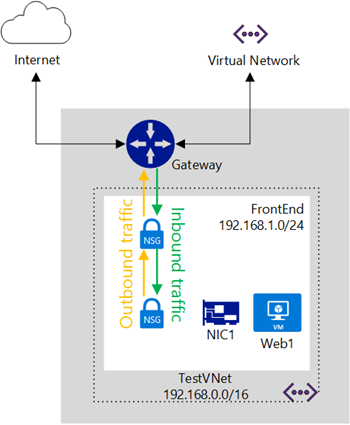 Internet
Virtual Network
Gateway
Outbound traffic
Inbound traffic
FrontEnd
192.168.1.0/24
NSG
NSG
NIC1
VM
Web1
TestVNet
192.168.0.0/16